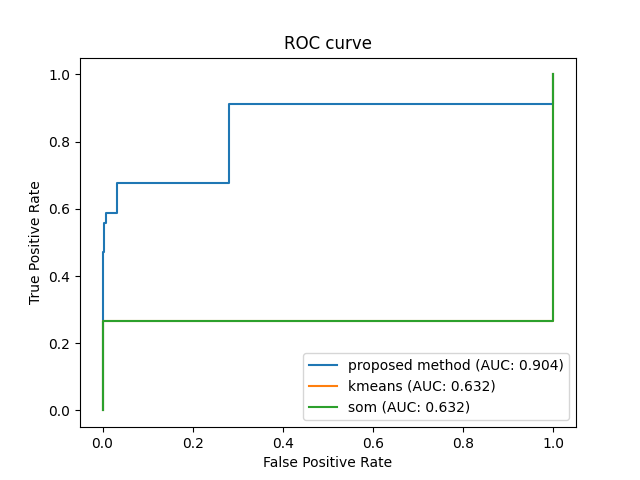 ROC curve
True Positive Rate
1.0
0.8
0.6
0.4
0.2
0.0
proposed method (AUC: 0.904)
kmeans (AUC: 0.632)
som (AUC: 0.632)
0.0 0.2 0.4 0.6 0.8 1.0
False Positive Rate